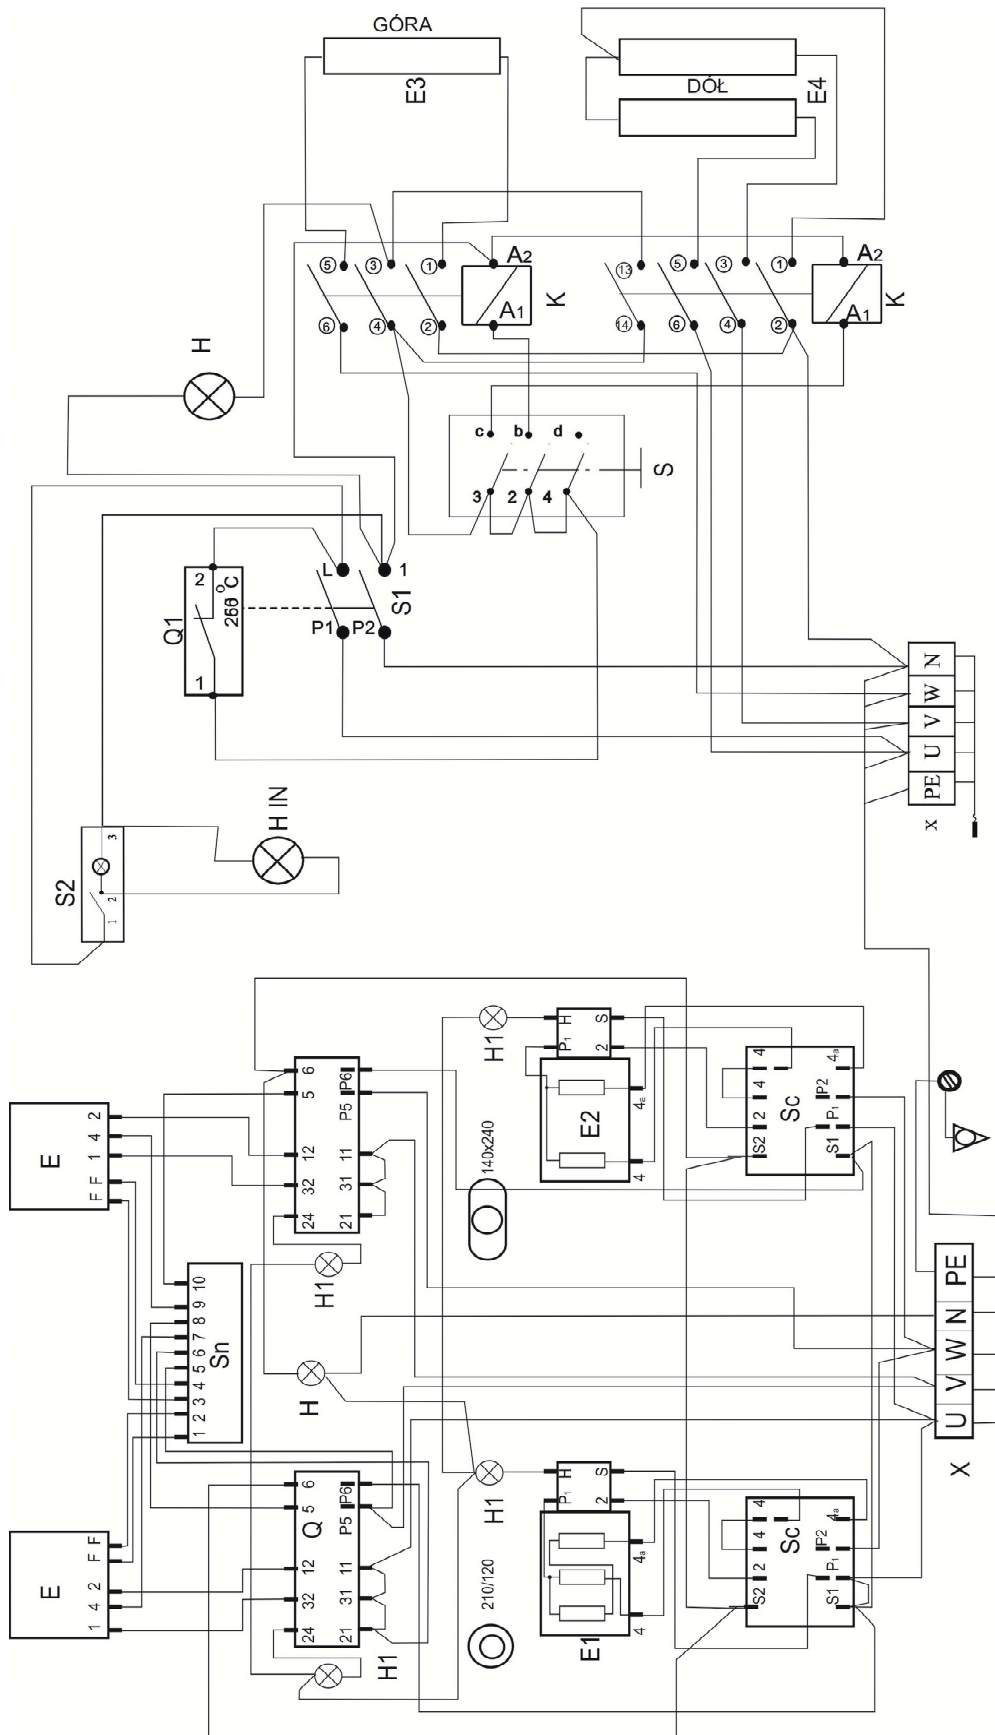 GÓRA
E3
DÓŁ
E4
5 3 1 A2
6 4 2 A1
K
13 5 3 1 A2
14 6 4 2 A1
K
H
c b d
3 2 4
S
Q1
2
1
L 1
P1 P2
S1
S2
1 2 3
H IN
x
PE U V W N
E
F F 1 4 2
E
1 4 2 F F
1 2 3 4 5 6 7 8 9 10
Sn
24 32 12 5 6
21 31 11 P5 P6
H1
24 32 12 5 6
Q
21 31 11 P5 P6
H1
H
H1
H1
140x240
210/120
E2
4 4a
P1 H
2 S
E1
4 4a
P1 H
2 S
S2 2 4 4
Sc
S1 P1 P2 4a
S2 2 4 4
Sc
S1 P1 P2 4a
X
U V W N PE